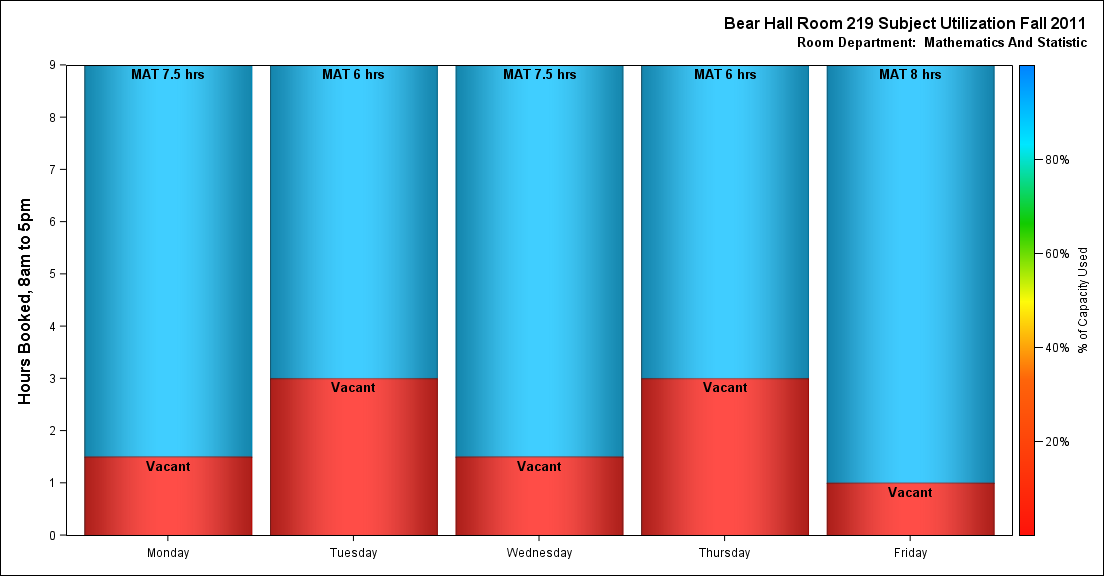 Bear Hall Room 219 Subject Utilization Fall 2011
Room Department:  Mathematics And Statistic
Hours Booked, 8am to 5pm
9
8
7
6
5
4
3
2
1
0
MAT 7.5 hrs
MAT 6 hrs
MAT 7.5 hrs
MAT 6 hrs
MAT 8 hrs
Vacant
Vacant
Vacant
Vacant
Vacant
Monday
Tuesday
Wednesday
Thursday
Friday
80%
60%
40%
20%
% of Capacity Used